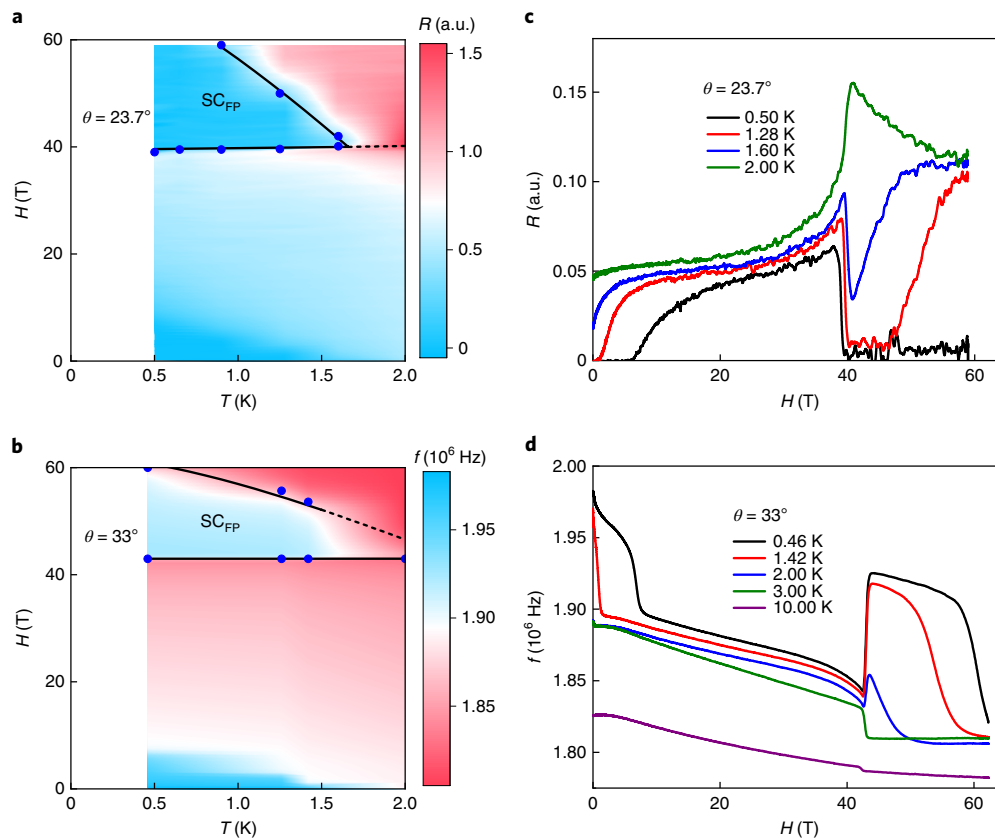 a
R (a.u.)
60
40
20
0
H (T)
θ = 23.7°
SC_FP
1.5
1.0
0.5
0
0
0.5
1.0
1.5
2.0
T (K)
c
0.15
0.10
0.05
0
R (a.u.)
θ = 23.7°
0.50 K
1.28 K
1.60 K
2.00 K
0
20
40
60
H (T)
b
f (10⁶ Hz)
60
40
20
0
H (T)
θ = 33°
SC_FP
1.95
1.90
1.85
0
0.5
1.0
1.5
2.0
T (K)
d
2.00
1.95
1.90
1.85
1.80
f (10⁶ Hz)
θ = 33°
0.46 K
1.42 K
2.00 K
3.00 K
10.00 K
0
20
40
60
H (T)